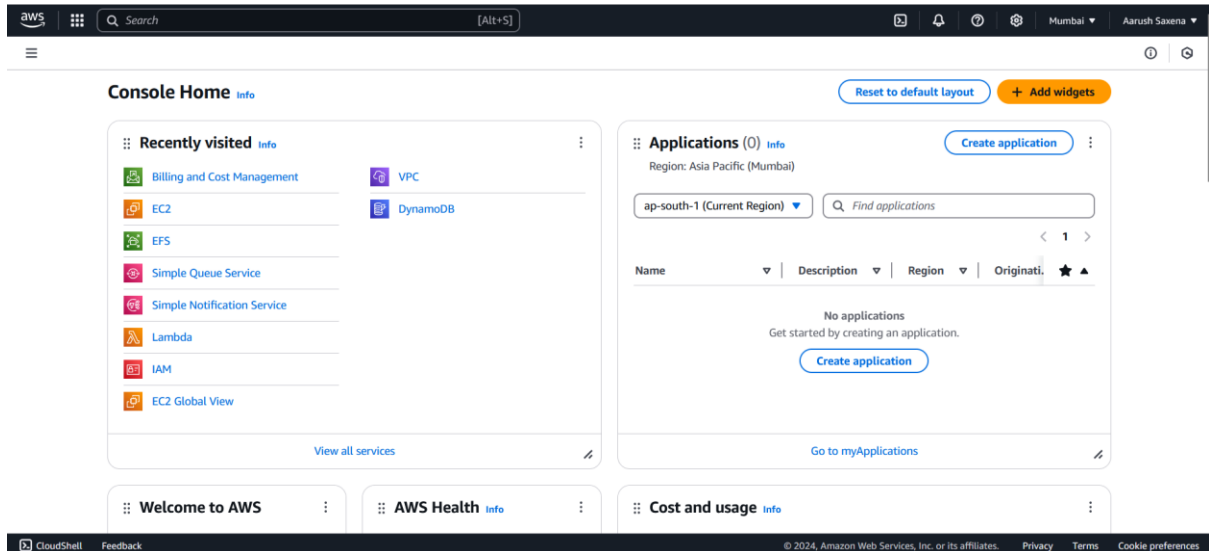 aws
Search [Alt+S]
Mumbai ▼
Aarush Saxena ▼
Console Home Info
Reset to default layout
+ Add widgets
Recently visited Info
Billing and Cost Management
EC2
EFS
Simple Queue Service
Simple Notification Service
Lambda
IAM
EC2 Global View
VPC
DynamoDB
View all services
Applications (0) Info
Create application
Region: Asia Pacific (Mumbai)
ap-south-1 (Current Region) ▼
Find applications
1
Name Description Region Originati.
No applications
Get started by creating an application.
Create application
Go to myApplications
Welcome to AWS
AWS Health Info
Cost and usage Info
CloudShell Feedback
© 2024, Amazon Web Services, Inc. or its affiliates. Privacy Terms Cookie preferences